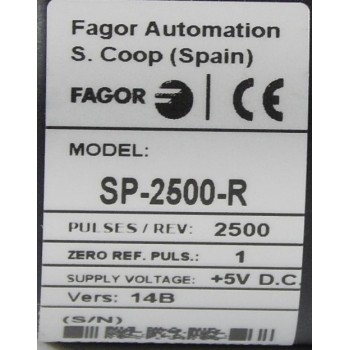 Fagor Automation
S. Coop (Spain)
FAGOR CE
MODEL:
SP-2500-R
PULSES / REV: 2500
ZERO REF. PULS.: 1
SUPPLY VOLTAGE: +5V D.C.
Vers: 14B
(S/N)